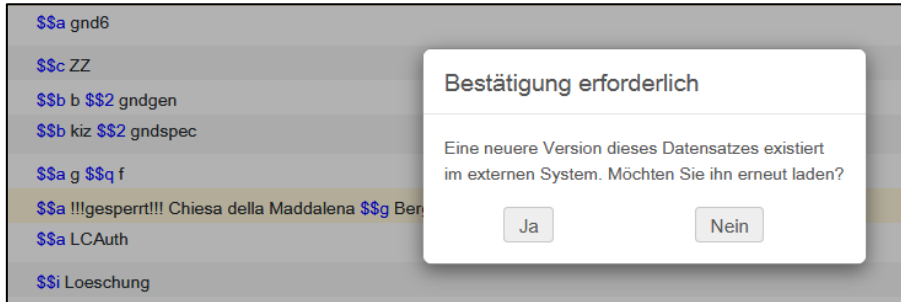 $$a gnd6
$$c ZZ
$$b b $$2 gndgen
$$b kiz $$2 gndspec
$$a g $$q f
$$a !!!gesperrt!!! Chiesa della Maddalena $$g
$$a LCAuth
$$i Loeschung
Bestätigung erforderlich
Eine neuere Version dieses Datensatzes existiert
im externen System. Möchten Sie ihn erneut laden?
Ja Nein